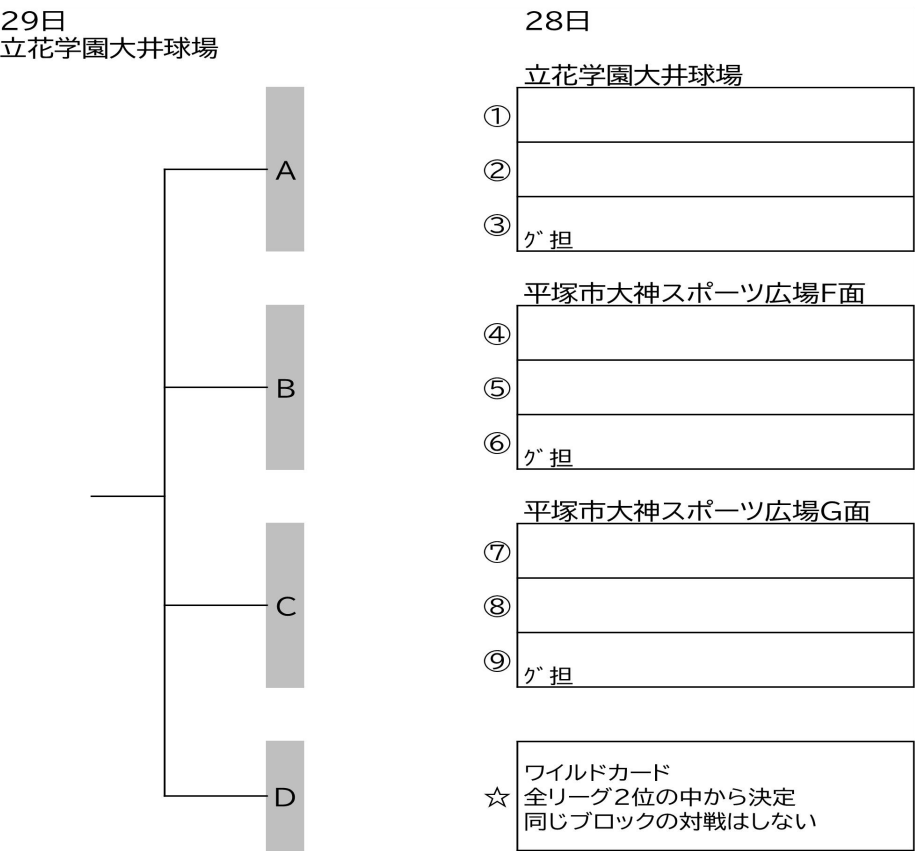 29日
立花学園大井球場
A
B
C
D
28日
立花学園大井球場
①
②
③
グ担
平塚市大神スポーツ広場F面
④
⑤
⑥
グ担
平塚市大神スポーツ広場G面
⑦
⑧
⑨
グ担
☆
ワイルドカード
全リーグ2位の中から決定
同じブロックの対戦はしない